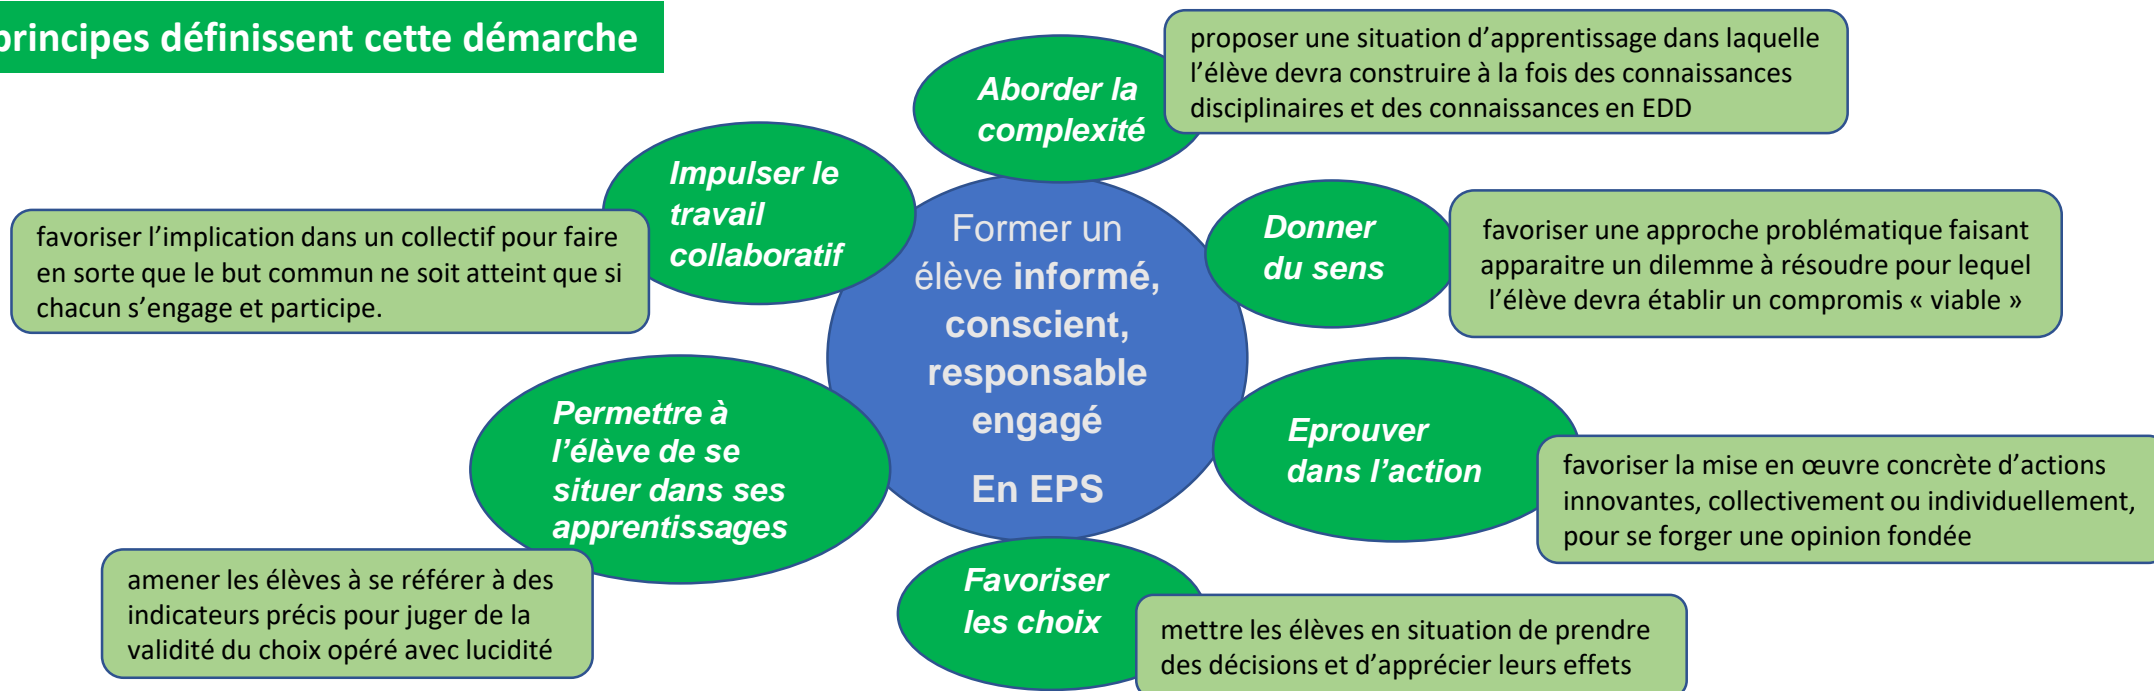 principes définissent cette démarche
Aborder la
complexité
proposer une situation d’apprentissage dans laquelle
l’élève devra construire à la fois des connaissances
disciplinaires et des connaissances en EDD
Impulser le
travail
collaboratif
favoriser l’implication dans un collectif pour faire
en sorte que le but commun ne soit atteint que si
chacun s’engage et participe.
Former un
élève informé,
conscient,
responsable
engagé
En EPS
Donner
du sens
favoriser une approche problématique faisant
apparaitre un dilemme à résoudre pour lequel
l’élève devra établir un compromis « viable »
Permettre à
l’élève de se
situer dans ses
apprentissages
amener les élèves à se référer à des
indicateurs précis pour juger de la
validité du choix opéré avec lucidité
Eprouver
dans l’action
favoriser la mise en œuvre concrète d’actions
innovantes, collectivement ou individuellement,
pour se forger une opinion fondée
Favoriser
les choix
mettre les élèves en situation de prendre
des décisions et d’apprécier leurs effets